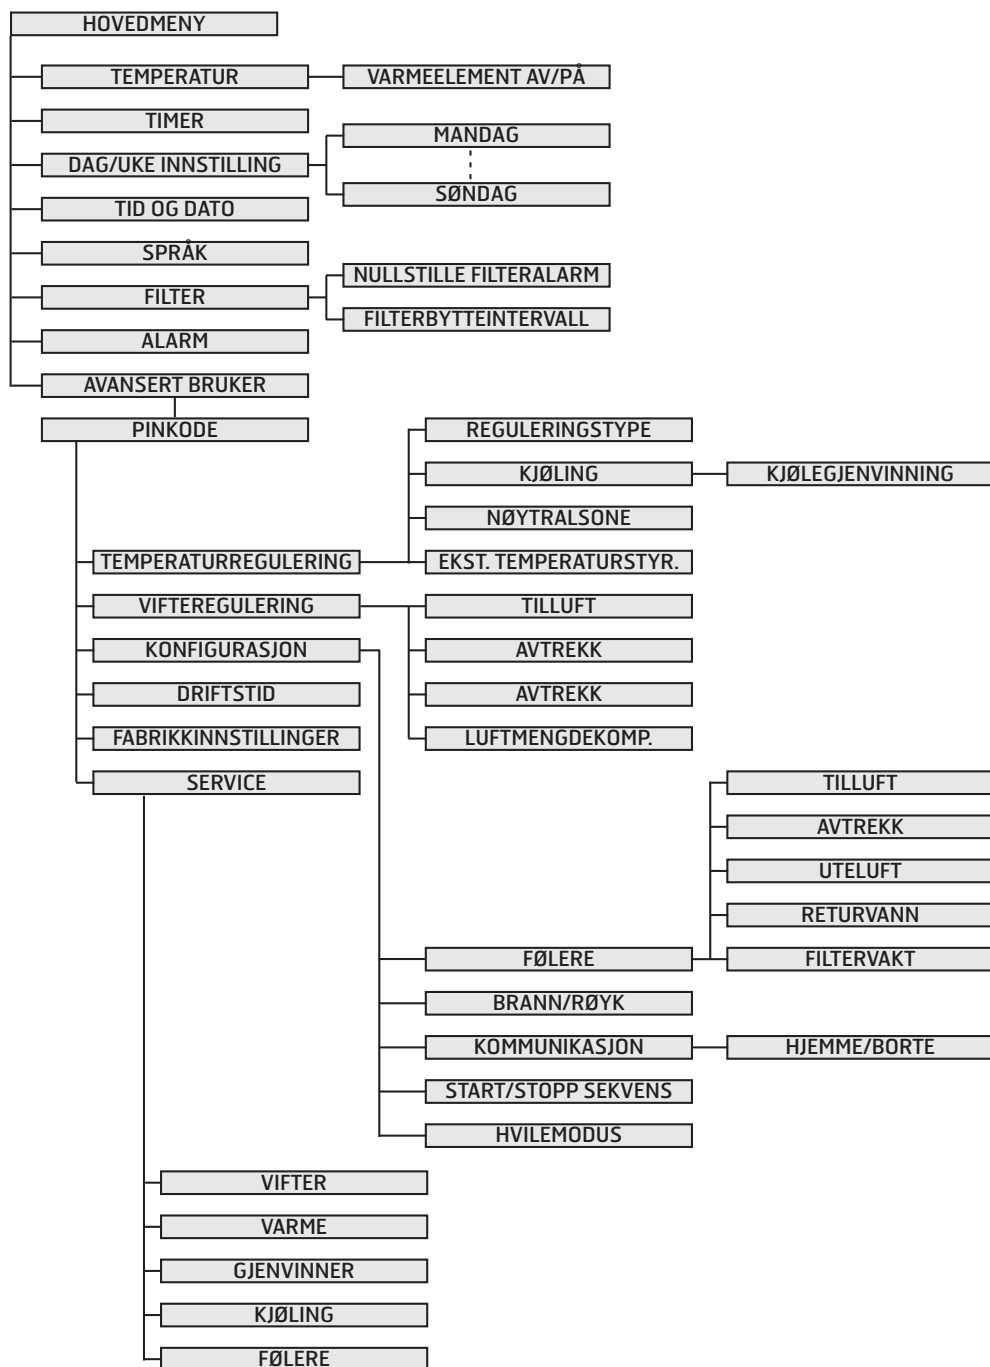 HOVEDMENY
TEMPERATUR
VARMEELEMENT AV/PÅ
TIMER
DAG/UKE INNSTILLING
MANDAG
SØNDAG
TID OG DATO
SPRÅK
FILTER
NULLSTILLE FILTERALARM
FILTERBYTTEINTERVALL
ALARM
AVANSERT BRUKER
PINKODE
TEMPERATURREGULERING
REGULERINGSTYPE
KJØLING
KJØLEGJENVINNING
NØYTRALSONE
EKST. TEMPERATURSTYR.
VIFTEREGULERING
TILLUFT
AVTREKK
AVTREKK
LUFTMENGDEKOMP.
KONFIGURASJON
FØLERE
TILLUFT
AVTREKK
UTELUFT
RETURVANN
FILTERVAKT
BRANN/RØYK
KOMMUNIKASJON
HJEMME/BORTE
START/STOPP SEKVENS
HVILEMODUS
DRIFTSTID
FABRIKKINNSTILLINGER
SERVICE
VIFTER
VARME
GJENVINNER
KJØLING
FØLERE